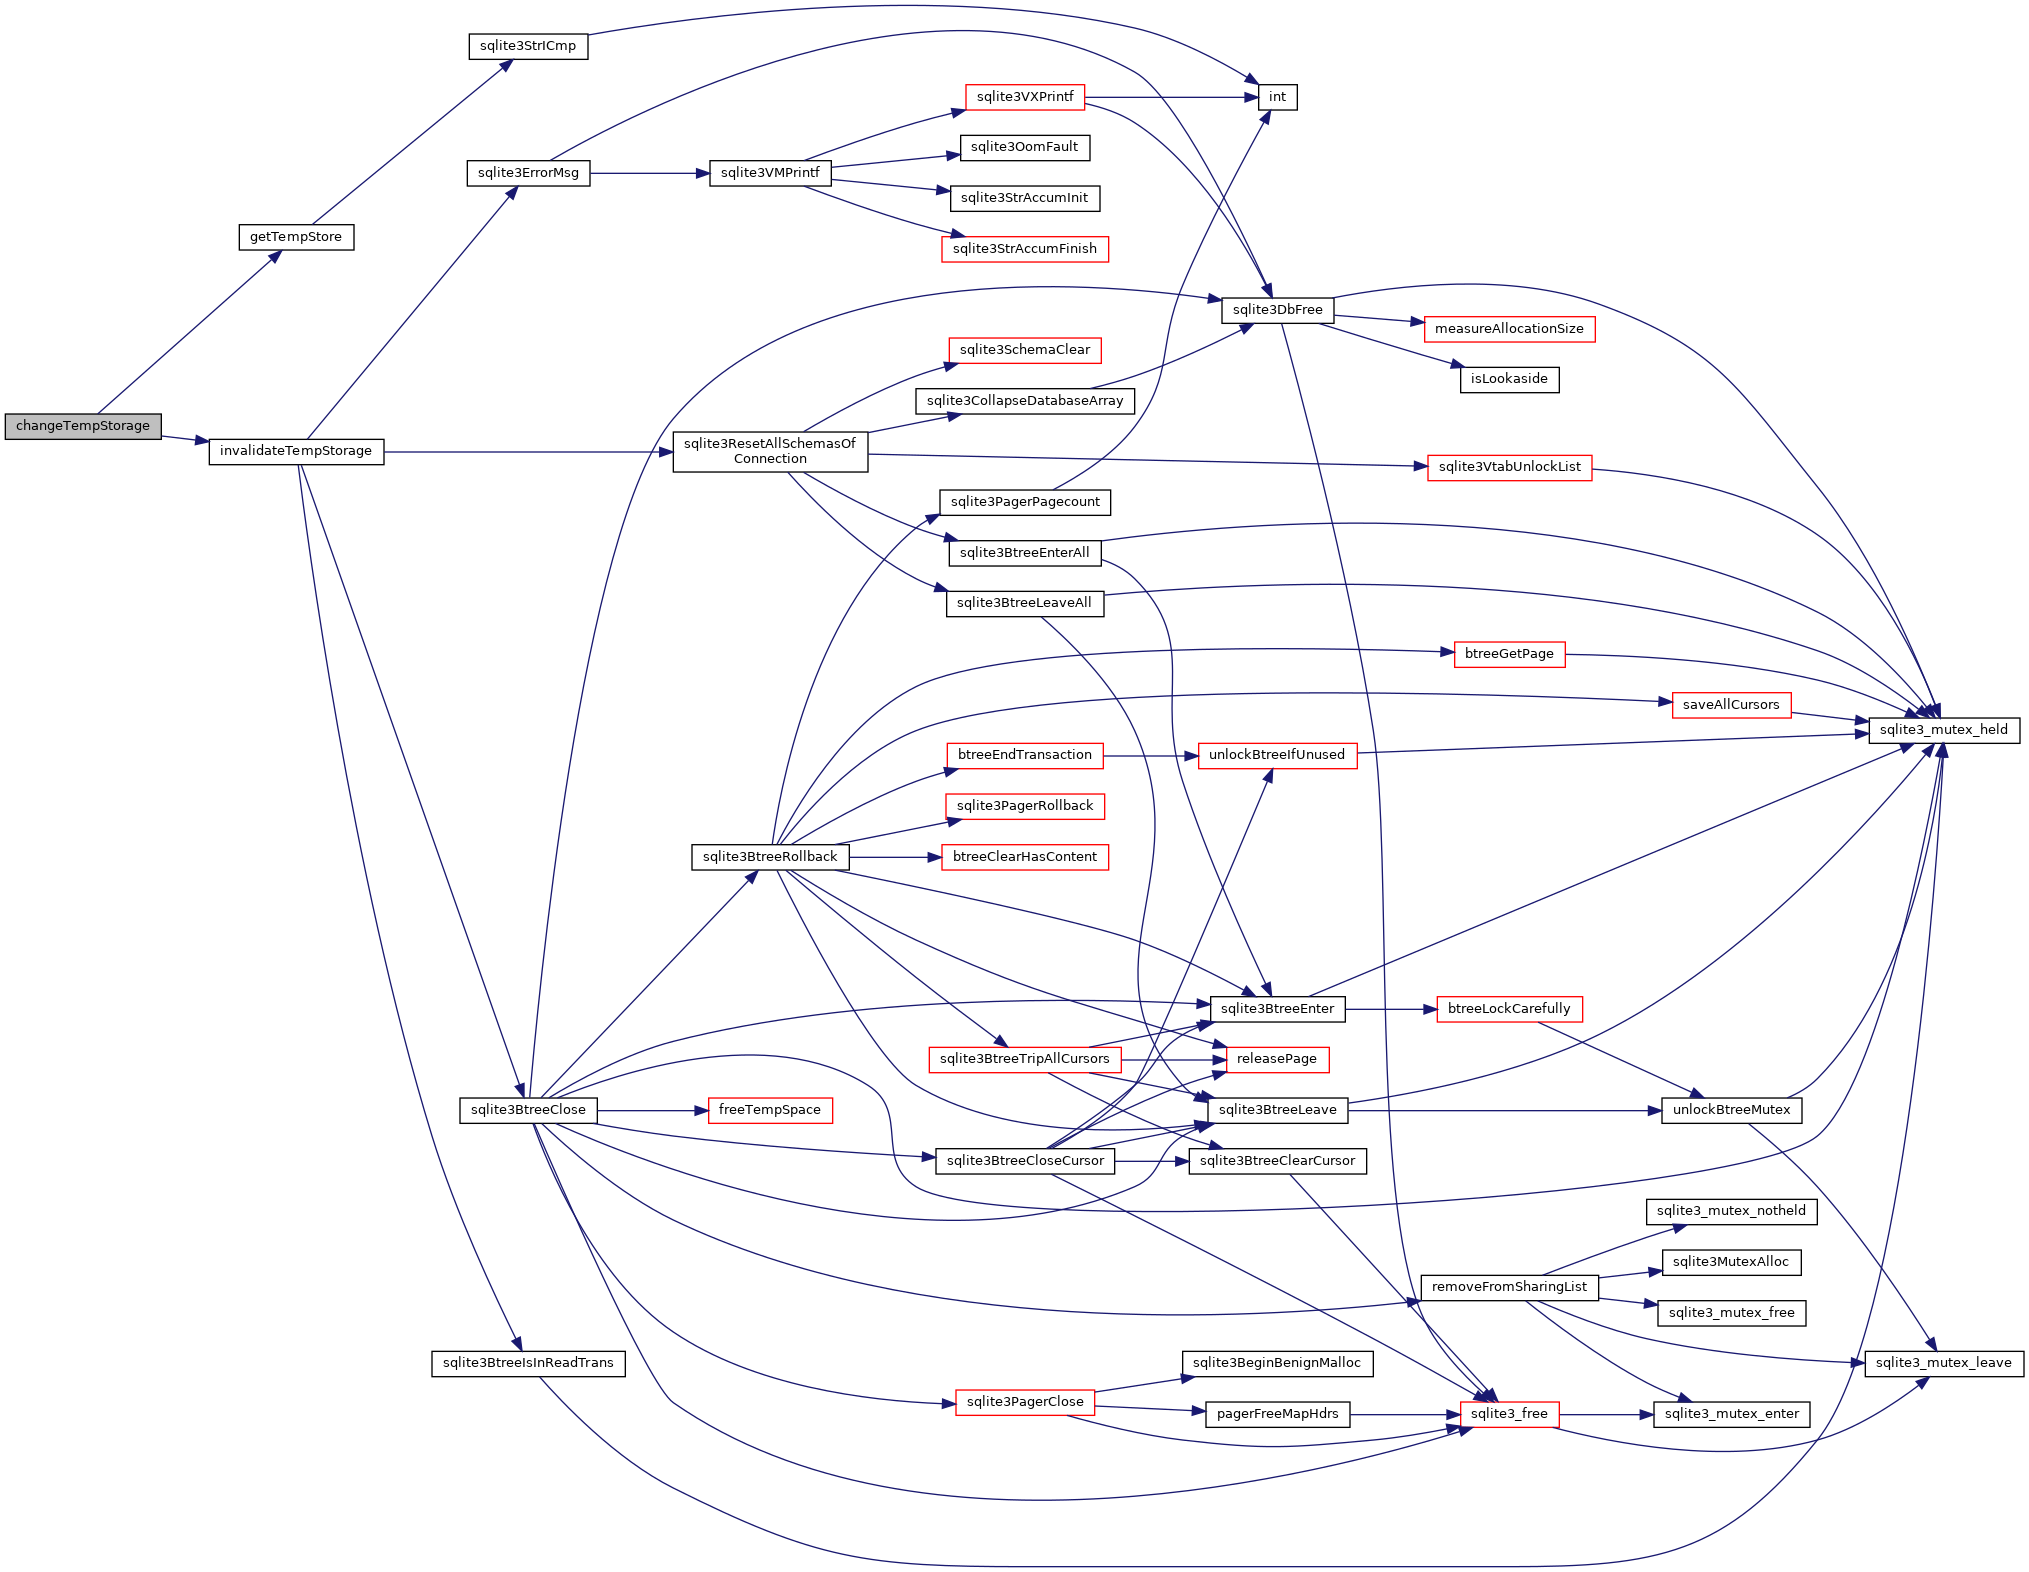 sqlite3StrICmp
sqlite3VXPrintf
int
sqlite3OomFault
sqlite3ErrorMsg
sqlite3VMPrintf
sqlite3StrAccumInit
getTempStore
sqlite3StrAccumFinish
sqlite3DbFree
measureAllocationSize
sqlite3SchemaClear
isLookaside
sqlite3CollapseDatabaseArray
changeTempStorage
invalidateTempStorage
sqlite3ResetAllSchemasOf
Connection
sqlite3VtabUnlockList
sqlite3PagerPagecount
sqlite3BtreeEnterAll
sqlite3BtreeLeaveAll
btreeGetPage
saveAllCursors
sqlite3_mutex_held
btreeEndTransaction
unlockBtreeIfUnused
sqlite3PagerRollback
sqlite3BtreeRollback
btreeClearHasContent
sqlite3BtreeEnter
btreeLockCarefully
sqlite3BtreeTripAllCursors
releasePage
sqlite3BtreeClose
freeTempSpace
sqlite3BtreeLeave
unlockBtreeMutex
sqlite3BtreeCloseCursor
sqlite3BtreeClearCursor
sqlite3_mutex_notheld
sqlite3MutexAlloc
removeFromSharingList
sqlite3_mutex_free
sqlite3BtreeIsInReadTrans
sqlite3BeginBenignMalloc
sqlite3_mutex_leave
sqlite3PagerClose
pagerFreeMapHdrs
sqlite3_free
sqlite3_mutex_enter